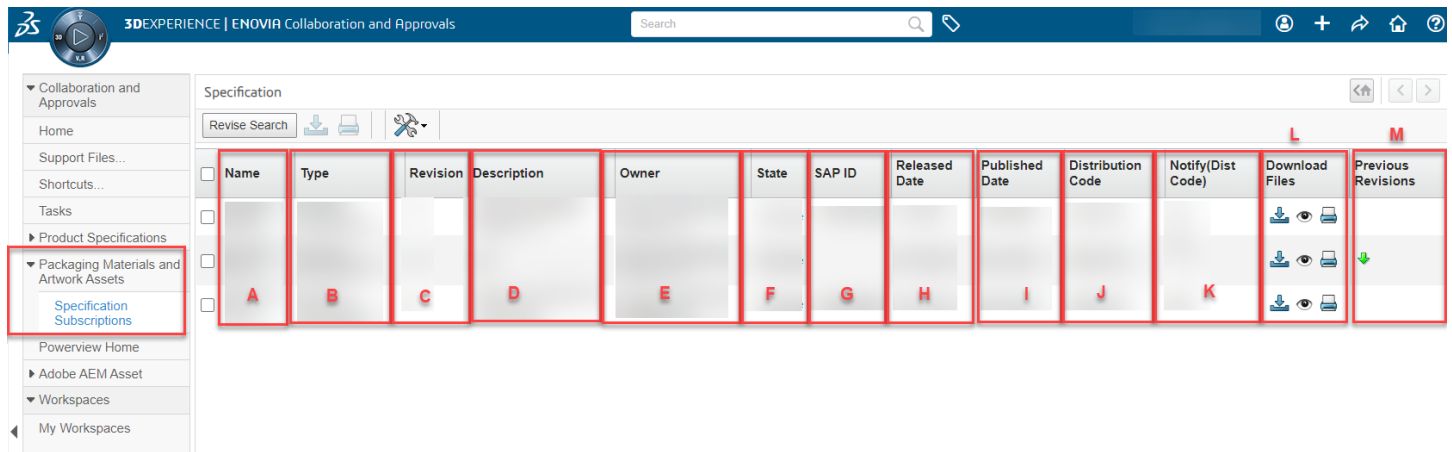 3DEXPERIENCE | ENOVIA Collaboration and Approvals
Search
3D
V.R
Collaboration and
Approvals
Home
Support Files...
Shortcuts...
Tasks
Product Specifications
Packaging Materials and
Artwork Assets
Specification
Subscriptions
Powerview Home
Adobe AEM Asset
Workspaces
My Workspaces
Specification
Revise Search
L M
Name Type Revision Description Owner State SAP ID Released Date Published Date Distribution Code Notify(Dist Code) Download Files Previous Revisions
A B C D E F G H I J K